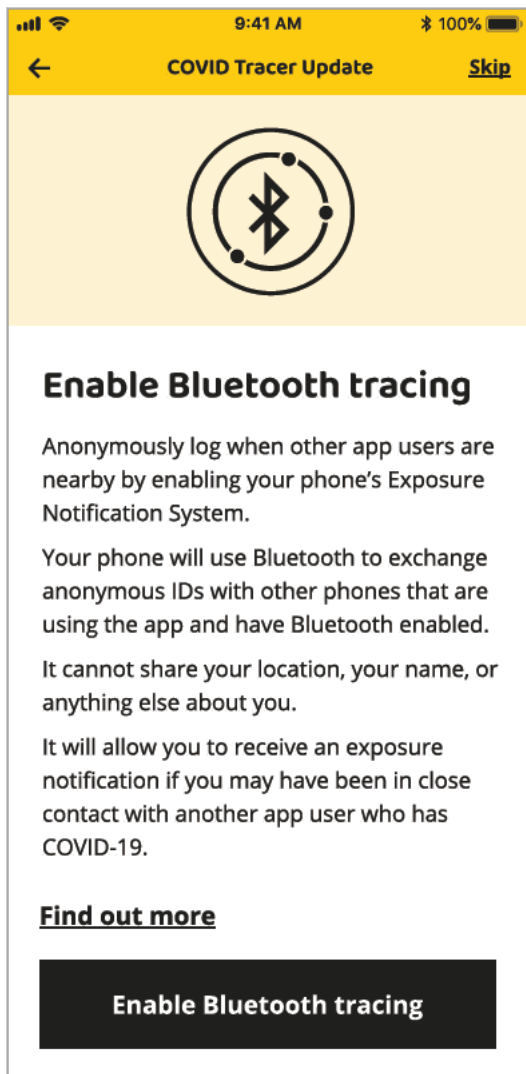 9:41 AM
100%
COVID Tracer Update
Skip
Enable Bluetooth tracing
Anonymously log when other app users are
nearby by enabling your phone’s Exposure
Notification System.
Your phone will use Bluetooth to exchange
anonymous IDs with other phones that are
using the app and have Bluetooth enabled.
It cannot share your location, your name, or
anything else about you.
It will allow you to receive an exposure
notification if you may have been in close
contact with another app user who has
COVID-19.
Find out more
Enable Bluetooth tracing